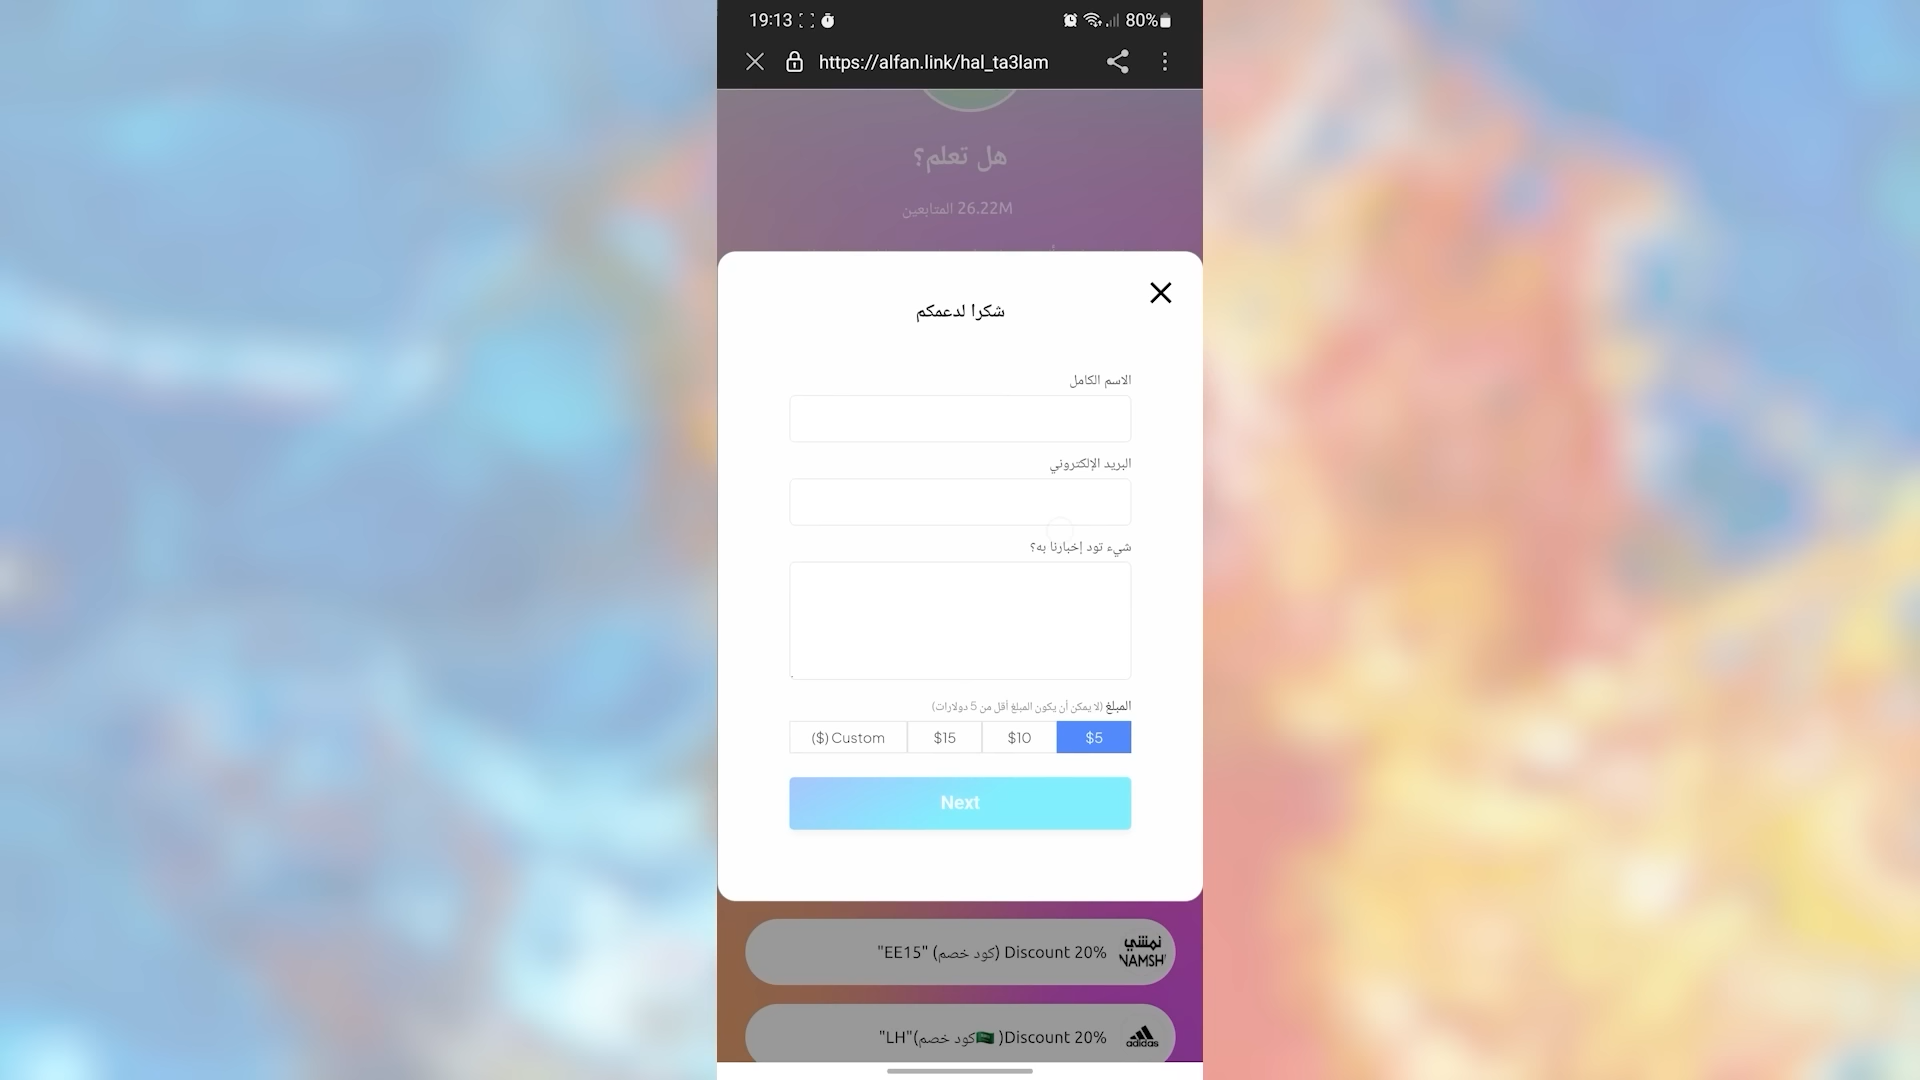 19:13
80%
https://alfan.link/hal_ta3lam
هل تعلم؟
26.22M المتابعين
شكرا لدعمكم
الاسم الكامل
البريد الإلكتروني
شيء تود إخبارنا به؟
المبلغ (لا يمكن أن يكون المبلغ أقل من 5 دولارات)
$5
$10
$15
($) Custom
Next
نمشي
NAMSHI
Discount 20% (كود خصم) "EE15"
adidas
Discount 20%( 🇸🇦كود خصم)"LH"